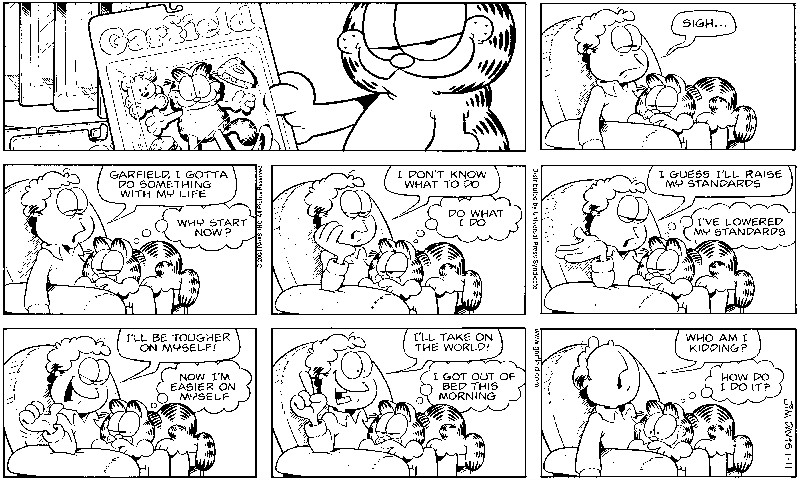 Garfield
SIGH...
GARFIELD, I GOTTA
DO SOMETHING
WITH MY LIFE
WHY START
NOW?
I DON'T KNOW
WHAT TO DO
DO WHAT
I DO
I GUESS I'LL RAISE
MY STANDARDS
I'VE LOWERED
MY STANDARDS
I'LL BE TOUGHER
ON MYSELF!
NOW I'M
EASIER ON
MYSELF
I'LL TAKE ON
THE WORLD!
I GOT OUT OF
BED THIS
MORNING
www.garfield.com
WHO AM I
KIDDING?
HOW DO
I DO IT?
JIM DAVIS 1-11